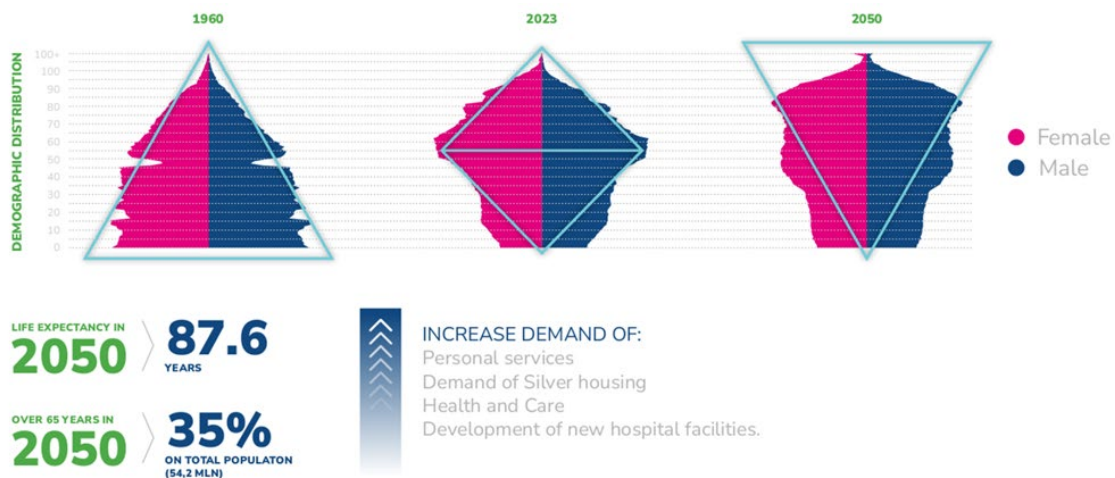 1960
2023
2050
DEMOGRAPHIC DISTRIBUTION
100+
100
90
80
70
60
50
40
30
20
10
0
Female
Male
LIFE EXPECTANCY IN
2050
87.6
YEARS
OVER 65 YEARS IN
2050
35%
ON TOTAL POPULATON
(54,2 MLN)
INCREASE DEMAND OF:
Personal services
Demand of Silver housing
Health and Care
Development of new hospital facilities.